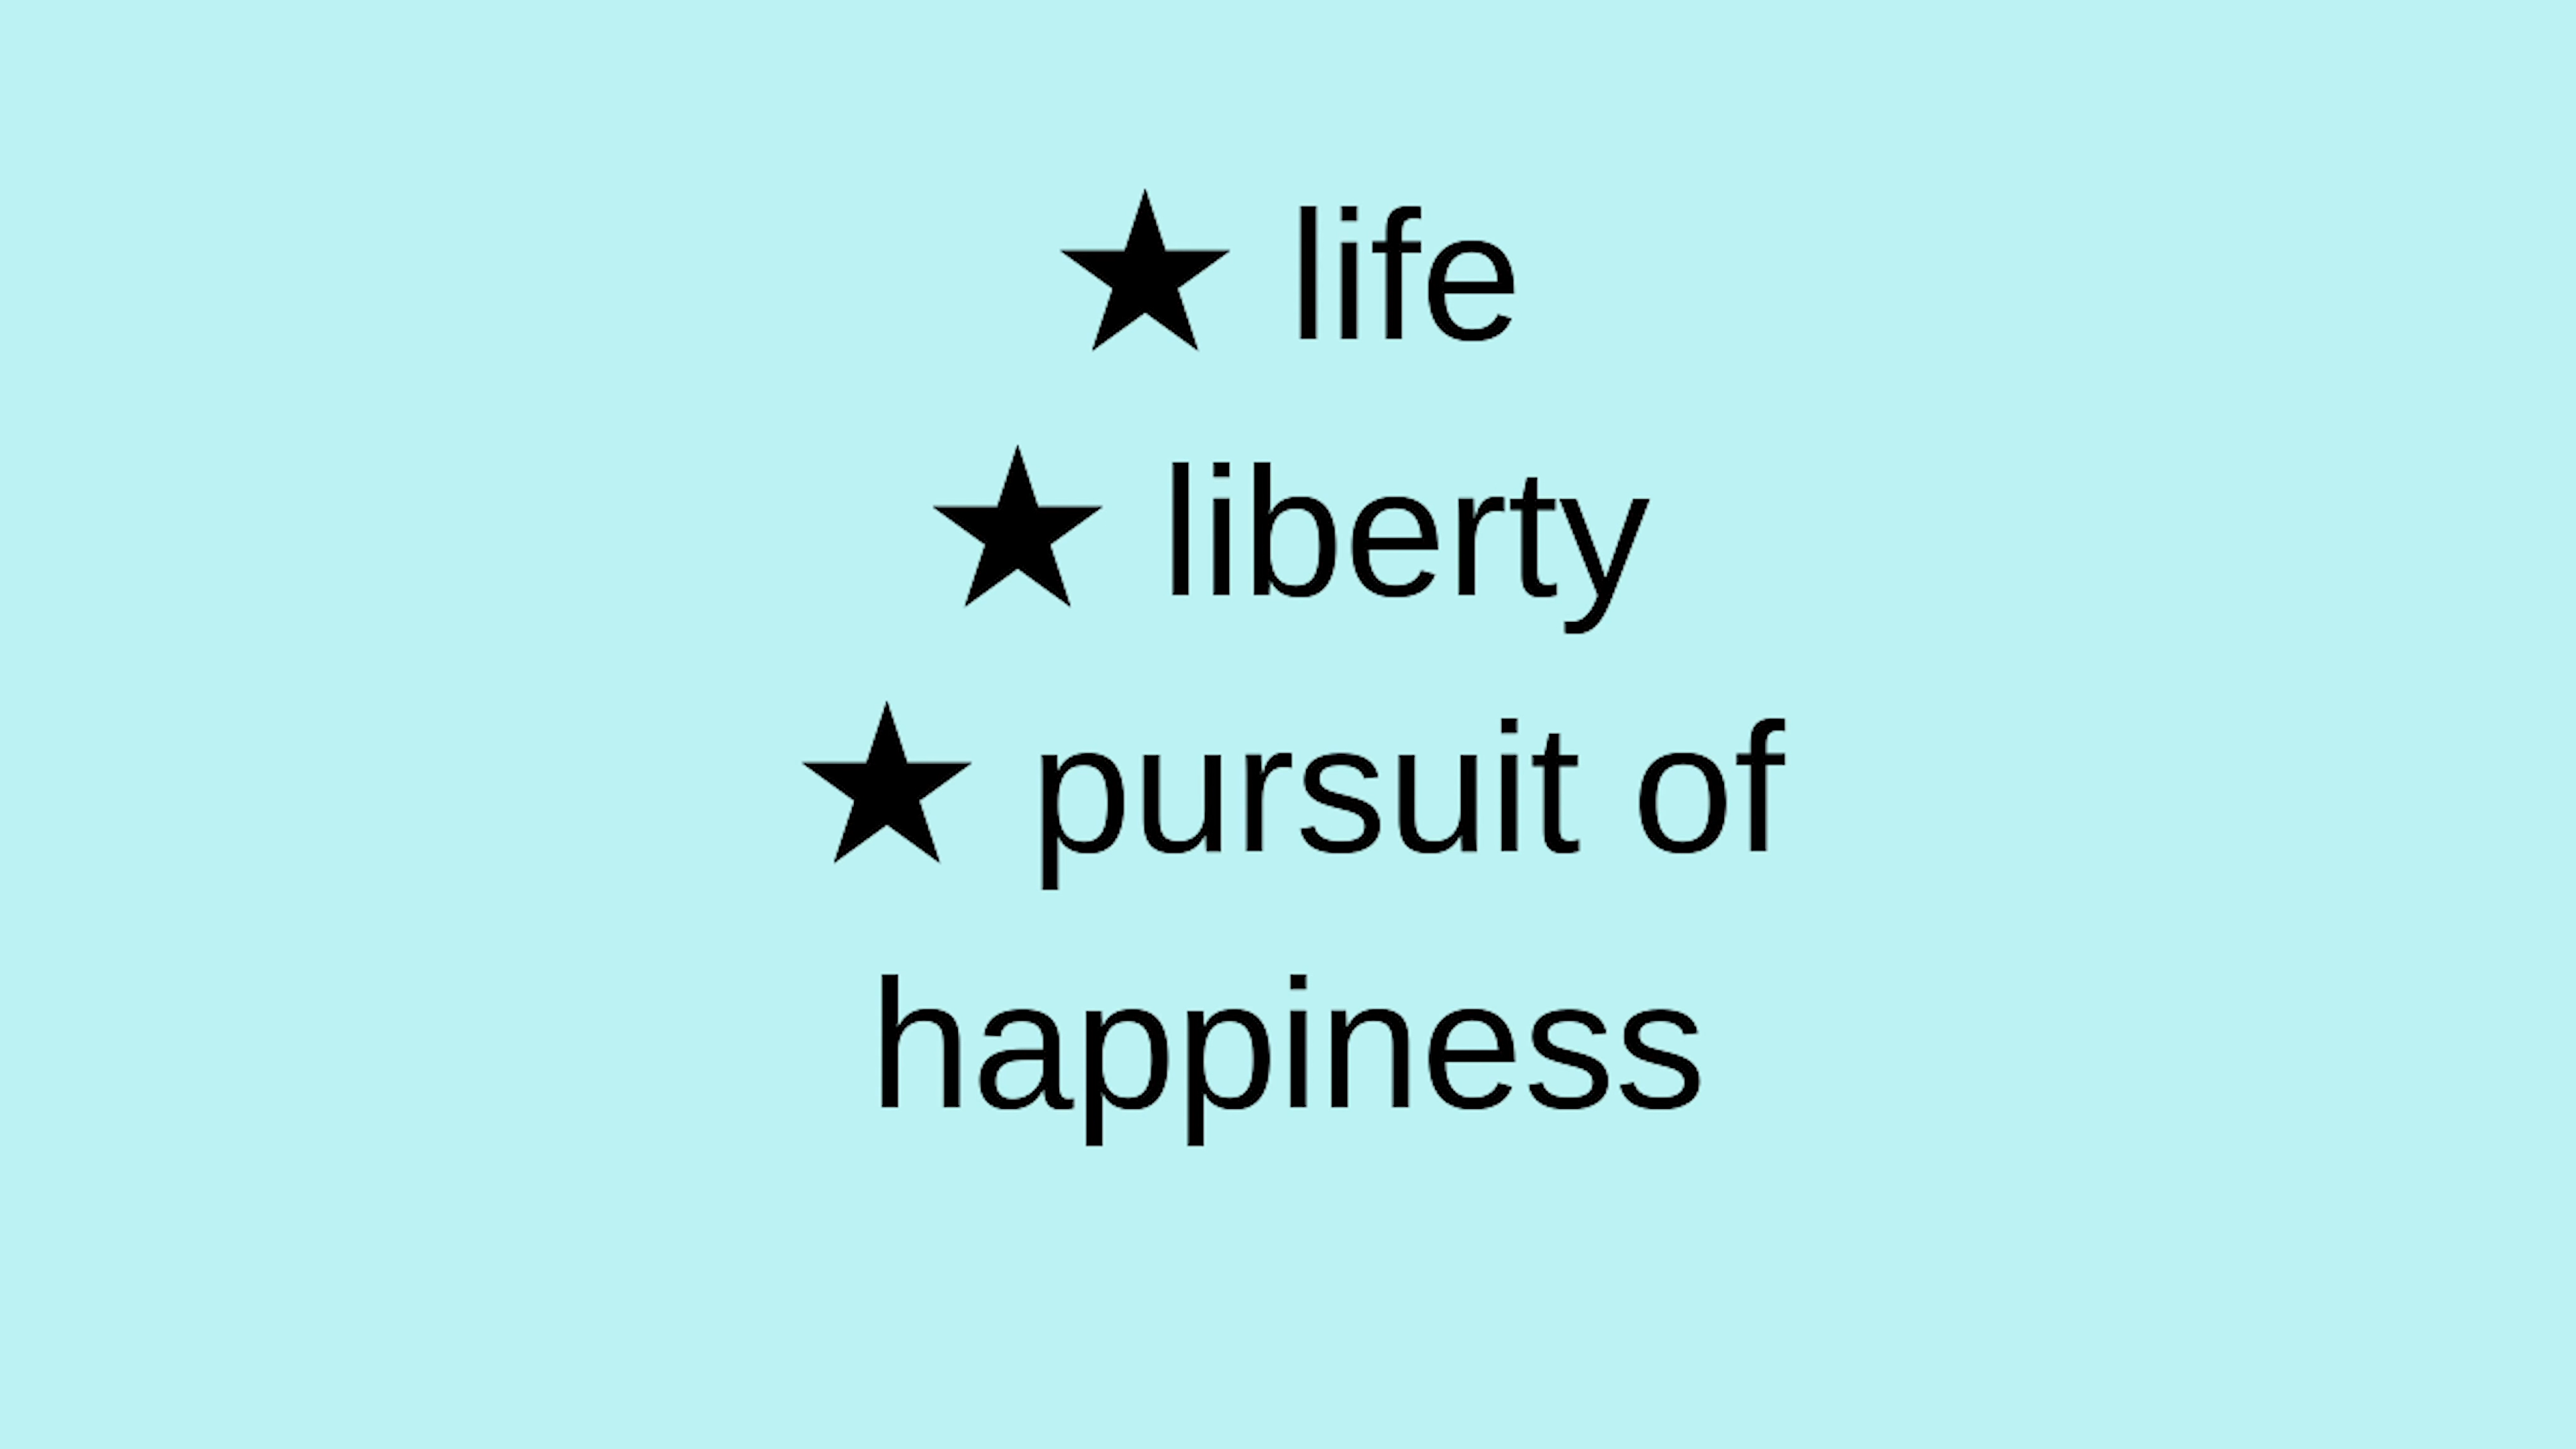 ★ life
★ liberty
★ pursuit of
happiness